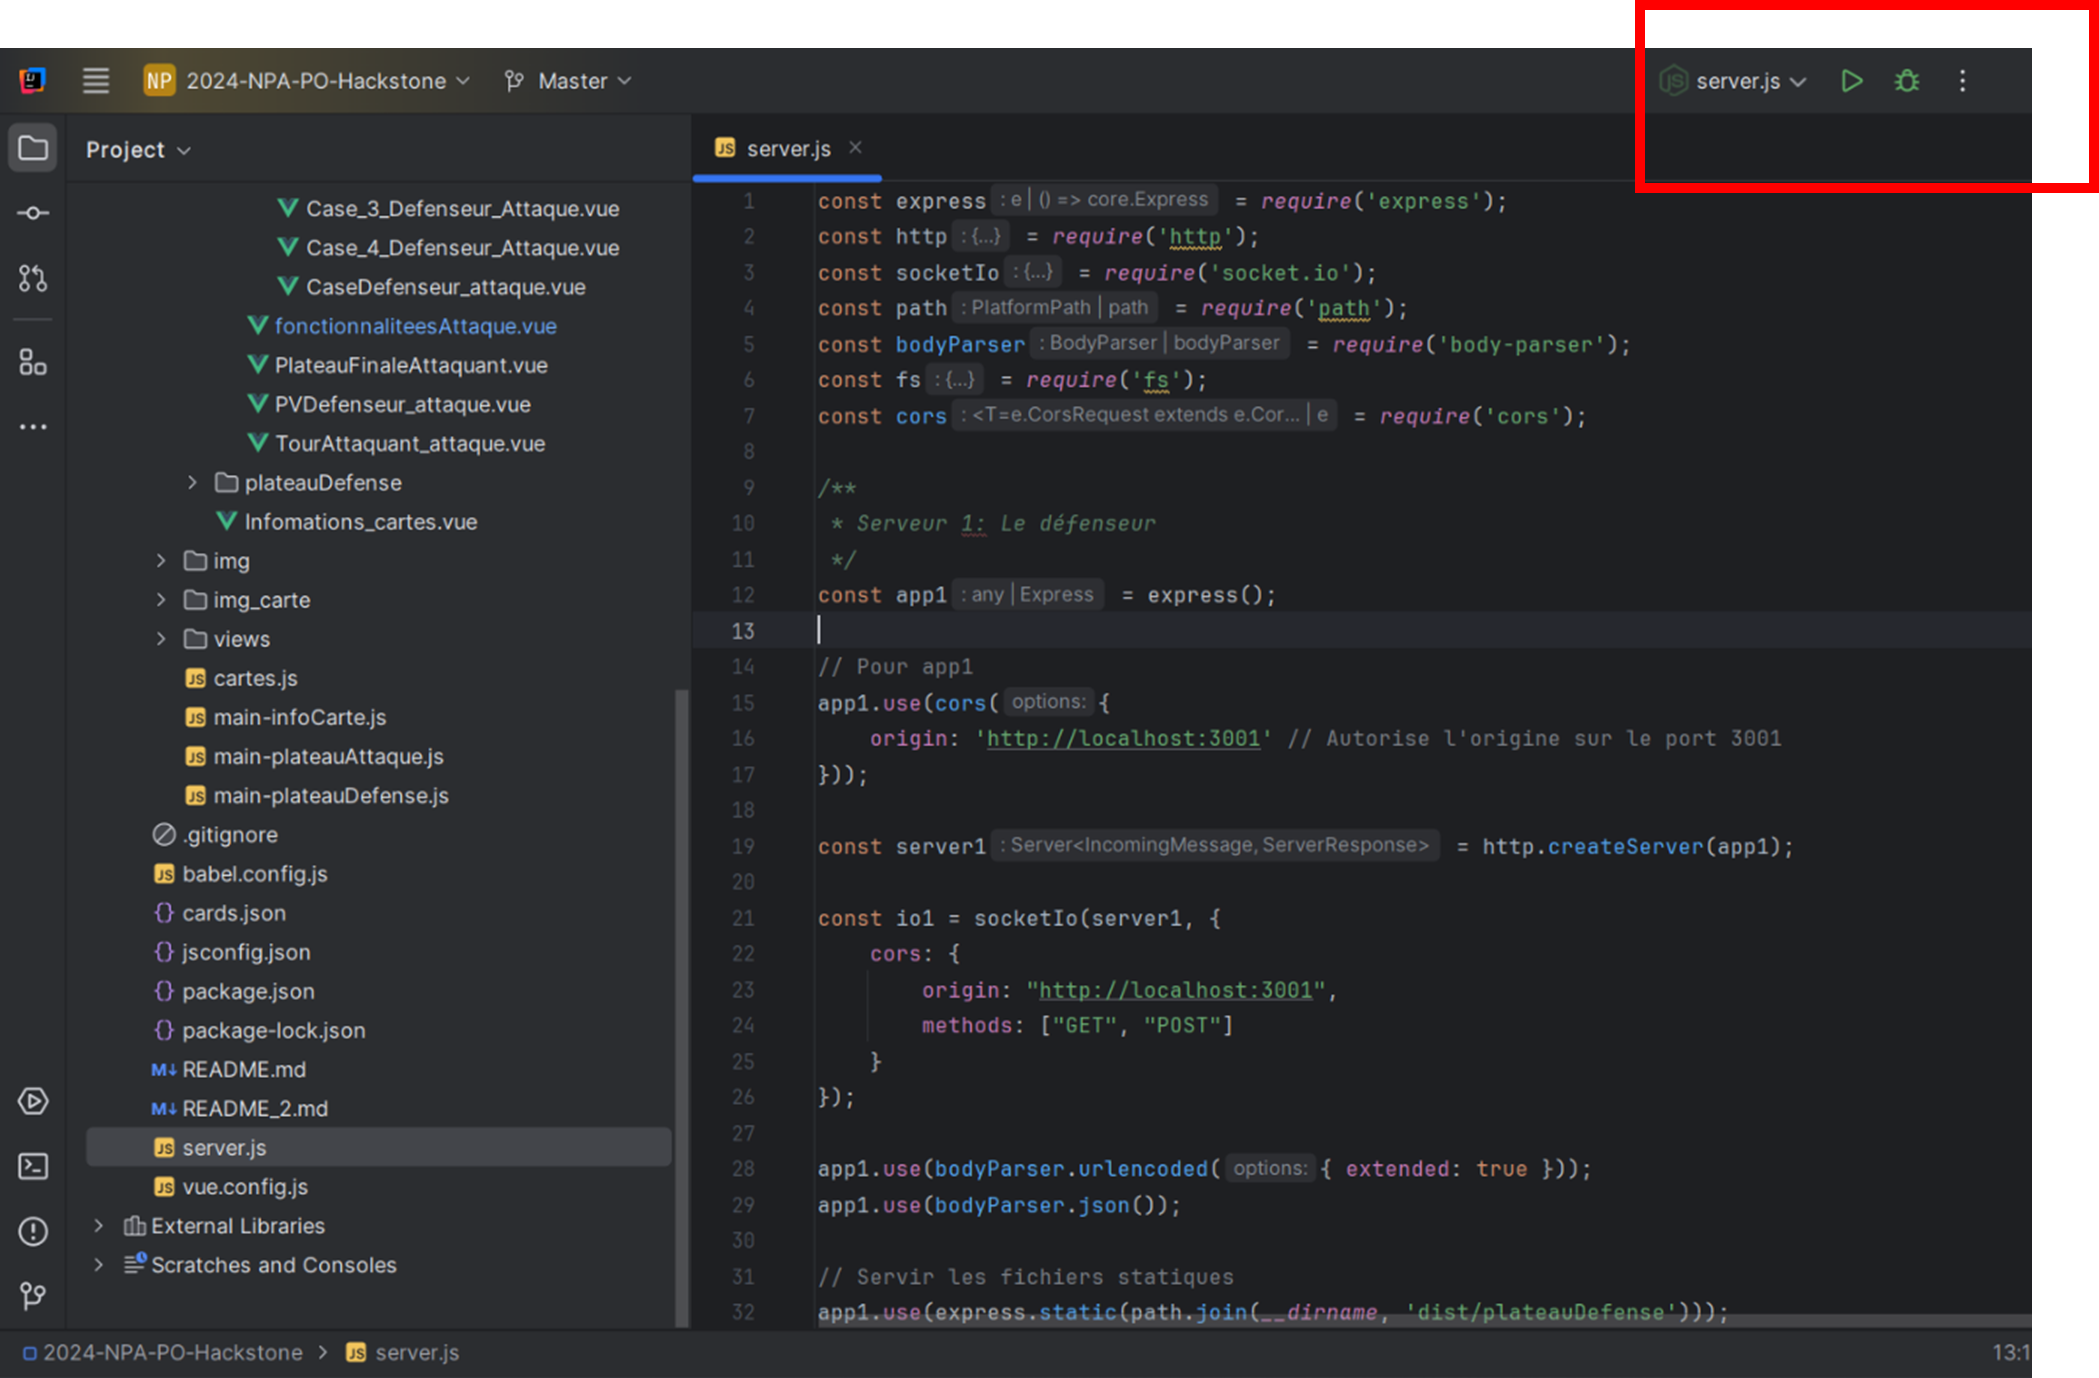 NP 2024-NPA-PO-Hackstone Master server.js
Project
server.js
Case_3_Defenseur_Attaque.vue
Case_4_Defenseur_Attaque.vue
CaseDefenseur_attaque.vue
fonctionnaliteesAttaque.vue
PlateauFinaleAttaquant.vue
PVDefenseur_attaque.vue
TourAttaquant_attaque.vue
plateauDefense
Infomations_cartes.vue
img
img_carte
views
JS cartes.js
JS main-infoCarte.js
JS main-plateauAttaque.js
JS main-plateauDefense.js
.gitignore
JS babel.config.js
{} cards.json
{} jsconfig.json
{} package.json
{} package-lock.json
M↓ README.md
M↓ README_2.md
JS server.js
JS vue.config.js
External Libraries
Scratches and Consoles
1 const express : e | () => core.Express = require('express');
2 const http : {...} = require('http');
3 const socketIo : {...} = require('socket.io');
4 const path : PlatformPath | path = require('path');
5 const bodyParser : BodyParser | bodyParser = require('body-parser');
6 const fs : {...} = require('fs');
7 const cors : <T=e.CorsRequest extends e.Cor... | e = require('cors');
8
9 /**
10 * Serveur 1: Le défenseur
11 */
12 const app1 : any | Express = express();
13
14 // Pour app1
15 app1.use(cors( options: {
16 origin: 'http://localhost:3001' // Autorise l'origine sur le port 3001
17 }));
18
19 const server1 : Server<IncomingMessage, ServerResponse> = http.createServer(app1);
20
21 const io1 = socketIo(server1, {
22 cors: {
23 origin: "http://localhost:3001",
24 methods: ["GET", "POST"]
25 }
26 });
27
28 app1.use(bodyParser.urlencoded( options: { extended: true }));
29 app1.use(bodyParser.json());
30
31 // Servir les fichiers statiques
32 app1.use(express.static(path.join(__dirname, 'dist/plateauDefense')));
2024-NPA-PO-Hackstone > JS server.js 13:1